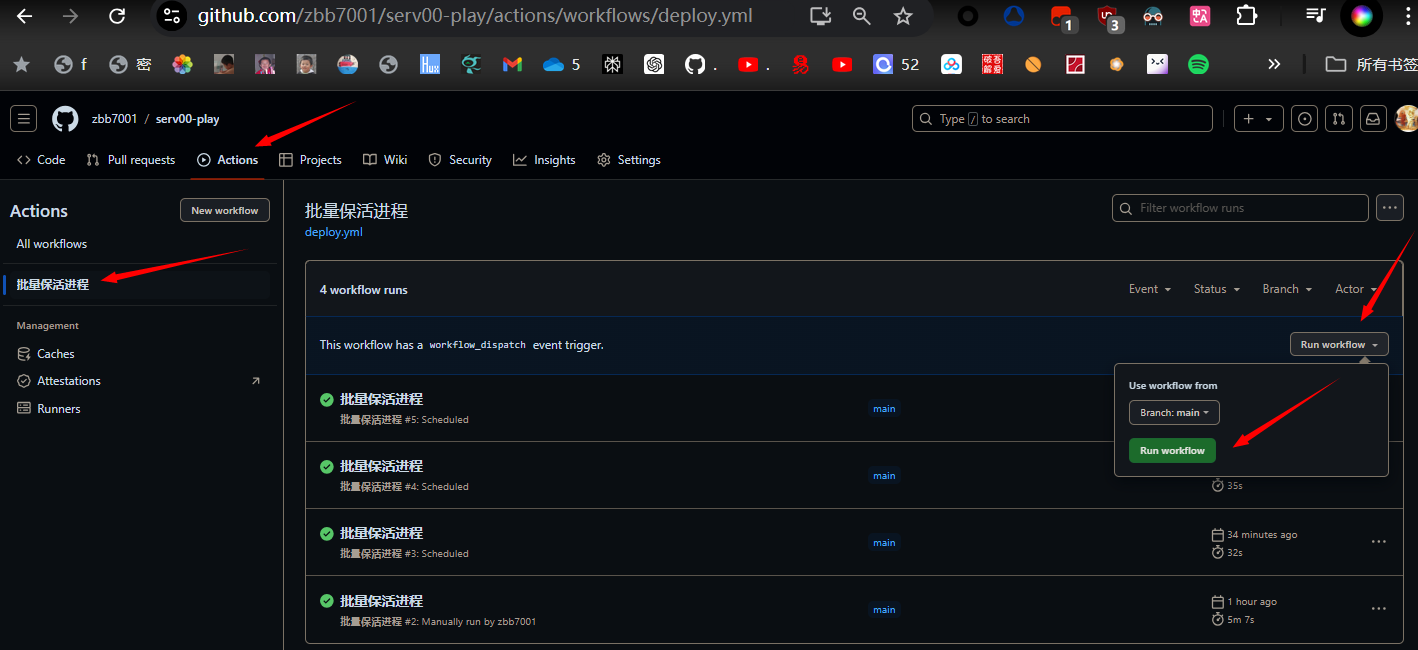 github.com/zbb7001/serv00-play/actions/workflows/deploy.yml
1
3
f
密
Hux
5
.
.
52
破客
解爱
所有书签
zbb7001 / serv00-play
Type / to search
Code
Pull requests
Actions
Projects
Wiki
Security
Insights
Settings
Actions
New workflow
All workflows
批量保活进程
Management
Caches
Attestations
Runners
批量保活进程
deploy.yml
Filter workflow runs
4 workflow runs
Event
Status
Branch
Actor
This workflow has a workflow_dispatch event trigger.
Run workflow
Use workflow from
Branch: main
Run workflow
批量保活进程
批量保活进程 #5: Scheduled
main
批量保活进程
批量保活进程 #4: Scheduled
main
35s
批量保活进程
批量保活进程 #3: Scheduled
main
34 minutes ago
32s
批量保活进程
批量保活进程 #2: Manually run by zbb7001
main
1 hour ago
5m 7s